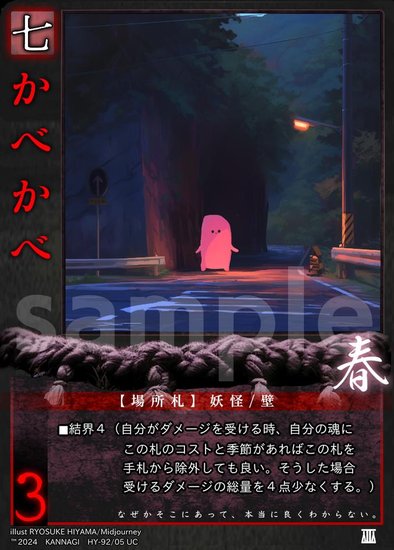 七
かべかべ
sample
春
【場所札】妖怪/壁
■結界４（自分がダメージを受ける時、自分の魂に
この札のコストと季節があればこの札を
手札から除外しても良い。そうした場合
受けるダメージの総量を４点少なくする。）
3
なぜかそこにあって、本当に良くわからない。
illust RYOSUKE HIYAMA/Midjourney
™2024 KANNAGI HY-92/05 UC